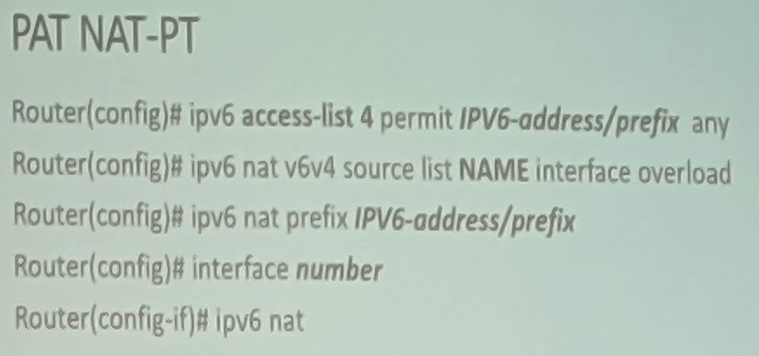 PAT NAT-PT
Router(config)# ipv6 access-list 4 permit IPV6-address/prefix any
Router(config)# ipv6 nat v6v4 source list NAME interface overload
Router(config)# ipv6 nat prefix IPV6-address/prefix
Router(config)# interface number
Router(config-if)# ipv6 nat